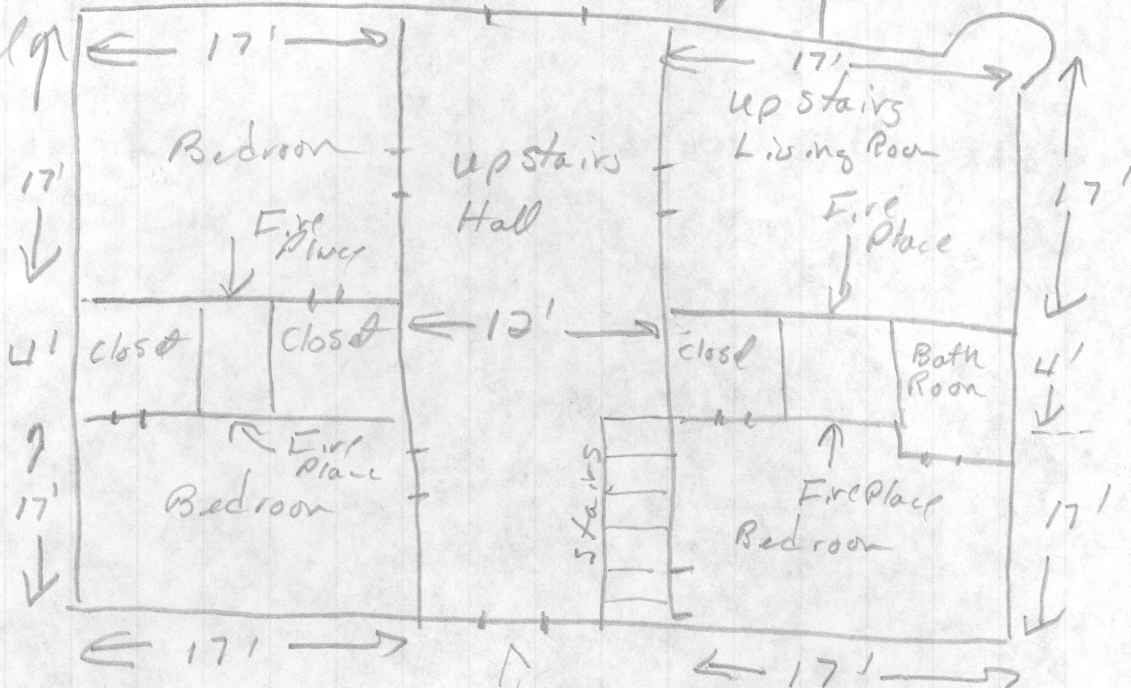 17'
17'
Bedroom
upstairs
Hall
upstairs
Living Room
17'
17'
Fire
Place
Fire
Place
4'
closet
closet
12'
closet
Bath
Room
4'
Fire
Place
17'
Bedroom
stairs
FirePlace
Bedroom
17'
17'
17'